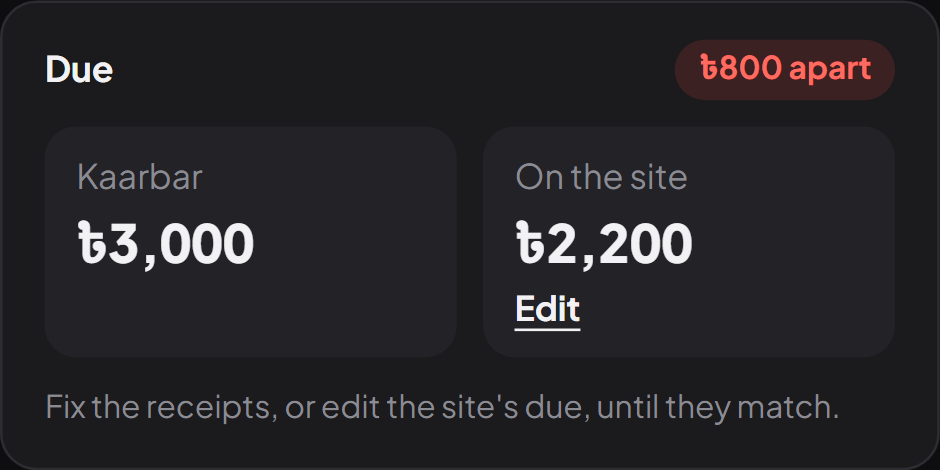 Due
৳800 apart
Kaarbar
৳3,000
On the site
৳2,200
Edit
Fix the receipts, or edit the site's due, until they match.